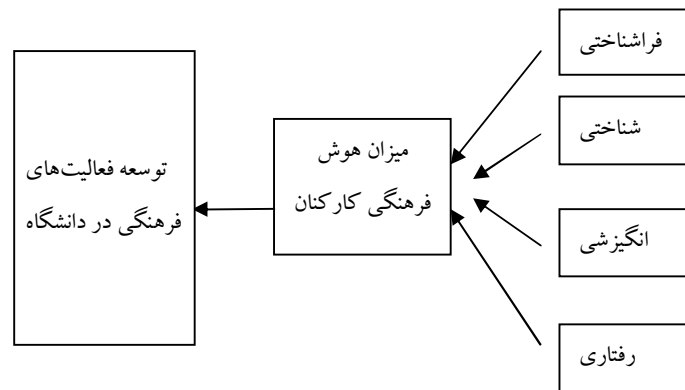 فراشناختی
شناختی
انگیزشی
رفتاری
میزان هوش
فرهنگی کارکنان
توسعه فعالیت‌های
فرهنگی در دانشگاه